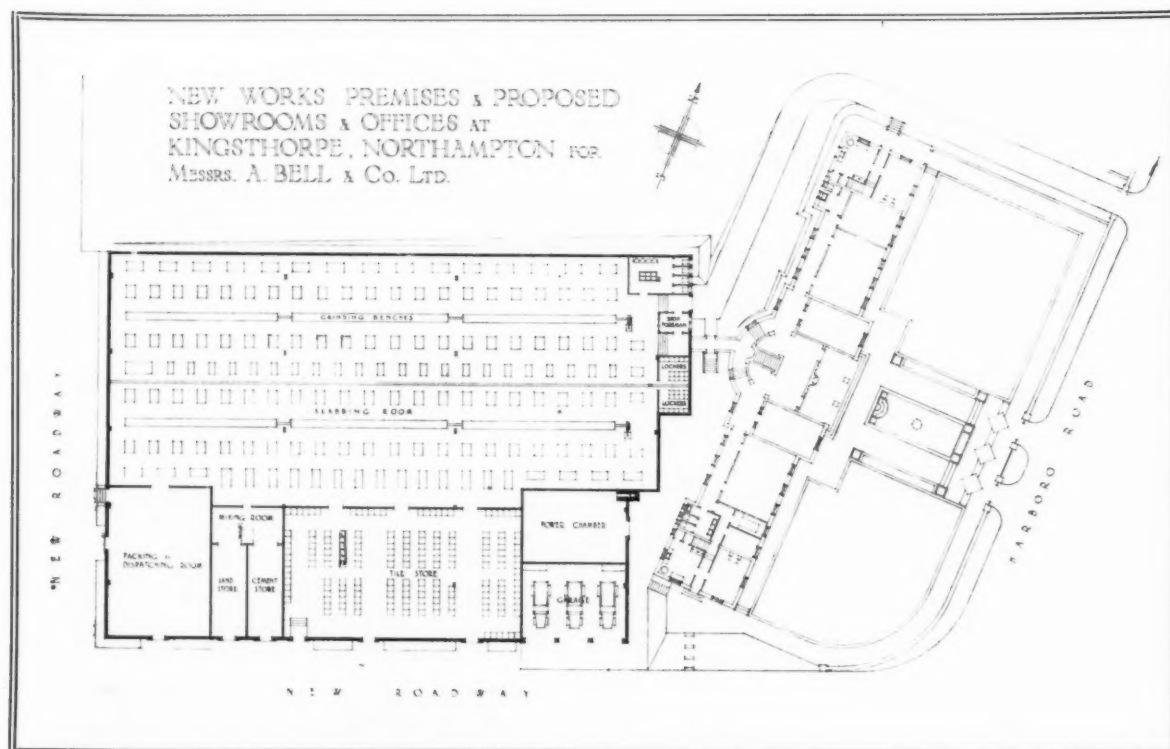 NEW WORKS PREMISES & PROPOSED
SHOWROOMS & OFFICES AT
KINGSTHORPE, NORTHAMPTON FOR
MESSRS. A. BELL & CO. LTD.
N
GRINDING BENCHES
SHOP
FOREMAN
LOCKERS
LOCKERS
SLABBING ROOM
NEW ROADWAY
HARBORO ROAD
MIXING ROOM
POWER CHAMBER
PACKING &
DISPATCHING ROOM
SAND
STORE
CEMENT
STORE
TILE STORE
GARAGE
NEW ROADWAY